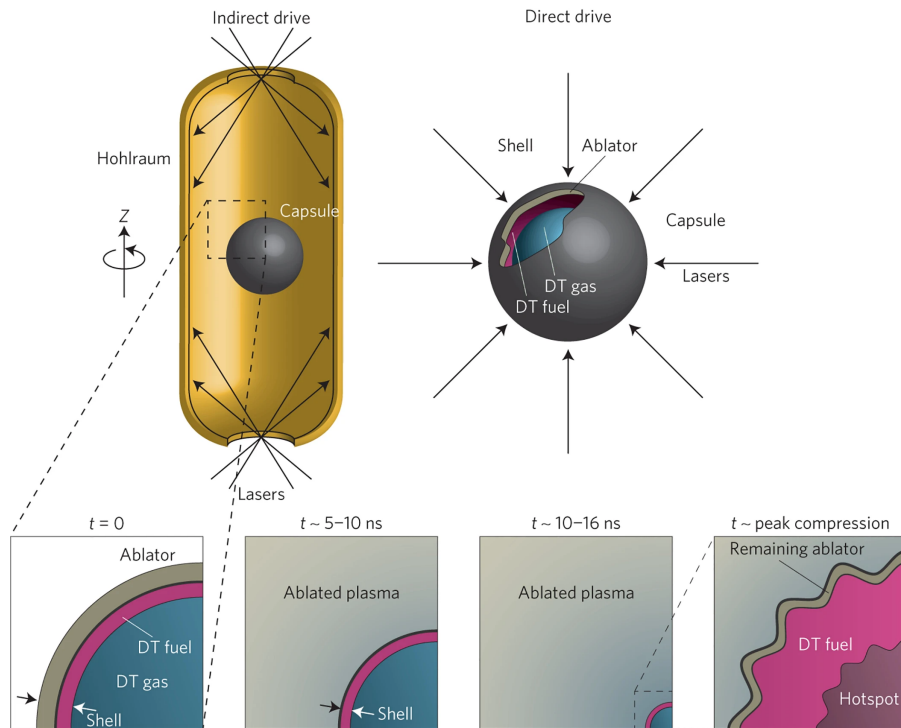 Indirect drive
Direct drive
Hohlraum
Capsule
Z
Lasers
Shell
Ablator
Capsule
Lasers
DT gas
DT fuel
t = 0
Ablator
DT fuel
DT gas
Shell
t ~ 5–10 ns
Ablated plasma
Shell
t ~ 10–16 ns
Ablated plasma
t ~ peak compression
Remaining ablator
DT fuel
Hotspot